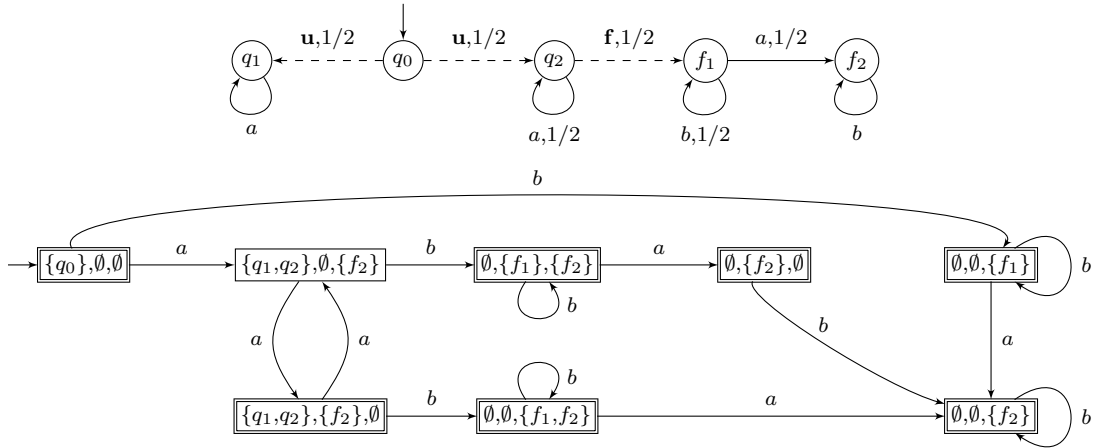 u,1/2 u,1/2 f,1/2 a,1/2
q₁ q₀ q₂ f₁ f₂
a a,1/2 b,1/2 b
b
{q₀},∅,∅ a {q₁,q₂},∅,{f₂} b ∅,{f₁},{f₂} a ∅,{f₂},∅ ∅,∅,{f₁} b
b
a a b b a
{q₁,q₂},{f₂},∅ b ∅,∅,{f₁,f₂} a ∅,∅,{f₂} b